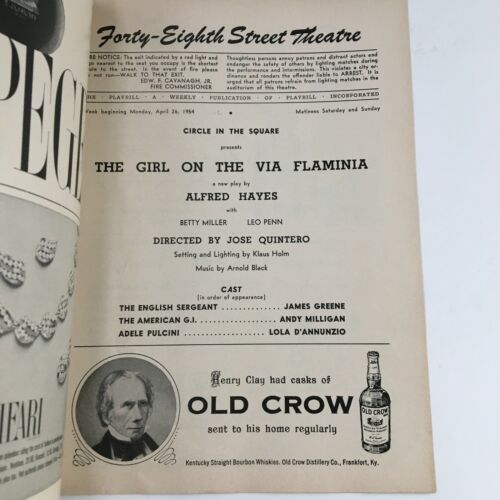 PEGE
HEART
Forty-Eighth Street Theatre
RE NOTICE: The exit indicated by a red light and
ign nearest to the seat you occupy is the shortest
ute to the street. In the event of fire please
not run—WALK TO THAT EXIT.
EDW. F. CAVANAGH, JR.
FIRE COMMISSIONER
Thoughtless persons annoy patrons and distract actors and
endanger the safety of others by lighting matches during
the performance and intermissions. This violates a city or-
dinance and renders the offender liable to ARREST. It is
urged that all patrons refrain from lighting matches in the
auditorium of this theatre.
HE · PLAYBILL · A · WEEKLY · PUBLICATION · OF · PLAYBILL · INCORPORATED
Week beginning Monday, April 26, 1954
Matinees Saturday and Sunday
CIRCLE IN THE SQUARE
presents
THE GIRL ON THE VIA FLAMINIA
a new play by
ALFRED HAYES
with
BETTY MILLER LEO PENN
DIRECTED BY JOSE QUINTERO
Setting and Lighting by Klaus Holm
Music by Arnold Black
CAST
(in order of appearance)
THE ENGLISH SERGEANT .............. JAMES GREENE
THE AMERICAN G.I. .................. ANDY MILLIGAN
ADELE PULCINI .................. LOLA D'ANNUNZIO
Henry Clay had casks of
OLD CROW
sent to his home regularly
OLD CROW
Kentucky Straight Bourbon Whiskies. Old Crow Distillery Co., Frankfort, Ky.